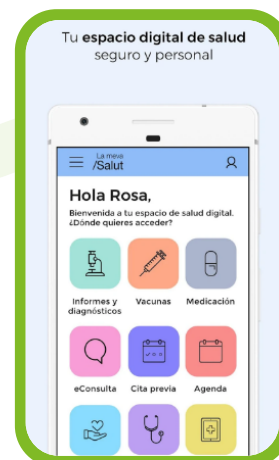 Tu espacio digital de salud
seguro y personal
La meva
/Salut
Hola Rosa,
Bienvenida a tu espacio de salud digital.
¿Dónde quieres acceder?
Informes y
diagnósticos
Vacunas
Medicación
eConsulta
Cita previa
Agenda